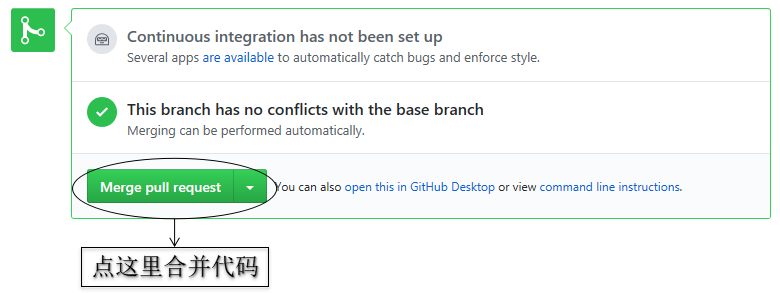 Continuous integration has not been set up
Several apps are available to automatically catch bugs and enforce style.
This branch has no conflicts with the base branch
Merging can be performed automatically.
Merge pull request You can also open this in GitHub Desktop or view command line instructions.
点这里合并代码